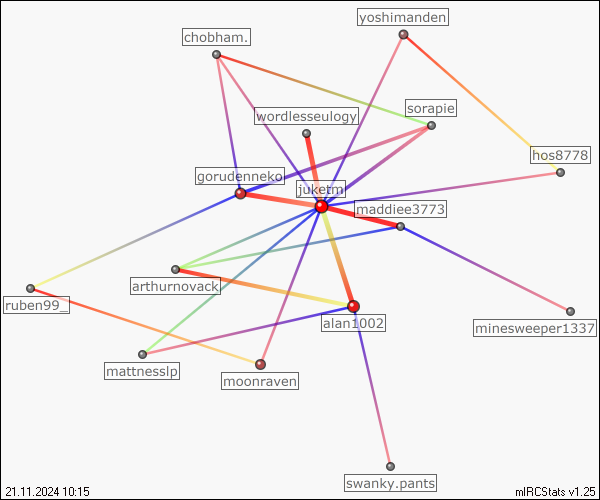 yoshimanden
chobham.
wordlesseulogy
sorapie
hos8778
gorudenneko
juketm
maddiee3773
arthurnovack
ruben99_
alan1002
minesweeper1337
mattnesslp
moonraven
swanky.pants
21.11.2024 10:15
mIRCStats v1.25